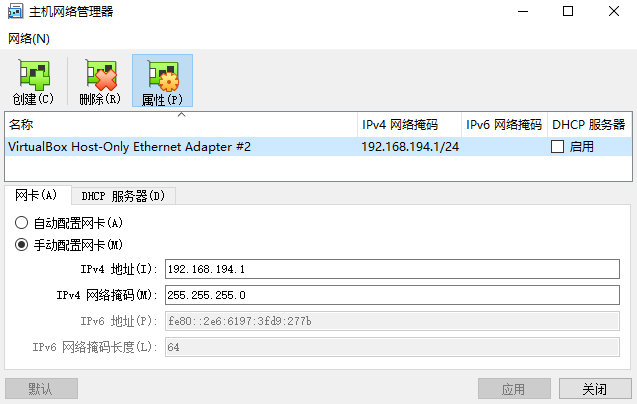 主机网络管理器
网络(N)
创建(C) 删除(R) 属性(P)
名称 IPv4 网络掩码 IPv6 网络掩码 DHCP 服务器
VirtualBox Host-Only Ethernet Adapter #2 192.168.194.1/24 启用
网卡(A) DHCP 服务器(D)
自动配置网卡(A)
手动配置网卡(M)
IPv4 地址(I): 192.168.194.1
IPv4 网络掩码(M): 255.255.255.0
IPv6 地址(P): fe80::2e6:6197:3fd9:277b
IPv6 网络掩码长度(L): 64
默认 应用 关闭